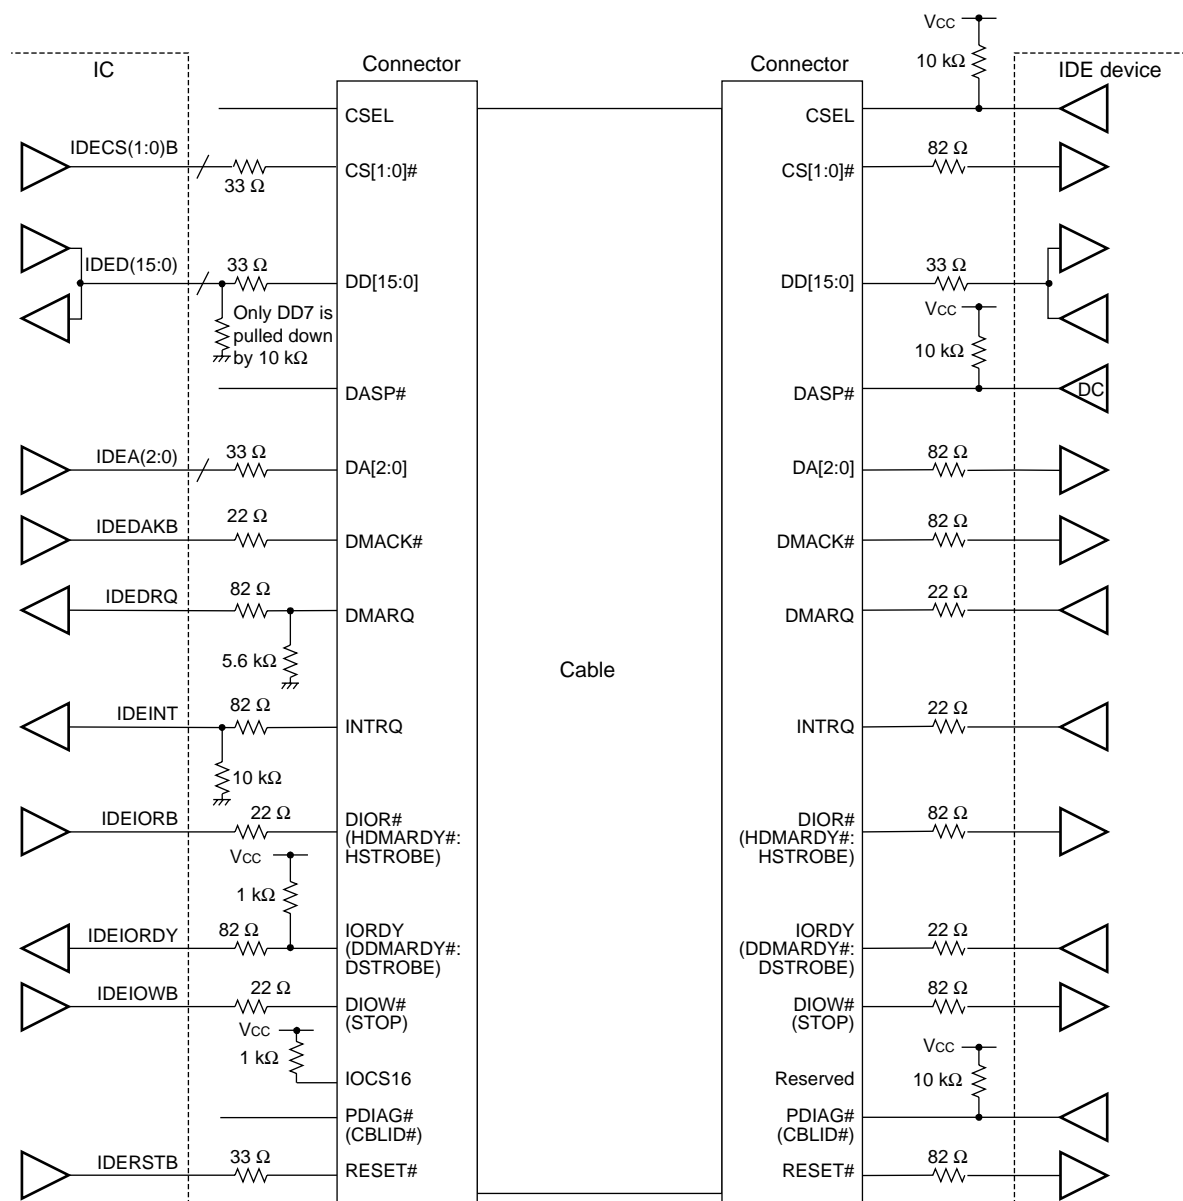 Vcc
10 kΩ
IC
Connector
Connector
IDE device
CSEL
CSEL
IDECS(1:0)B
33 Ω
CS[1:0]#
CS[1:0]#
82 Ω
IDED(15:0)
33 Ω
DD[15:0]
DD[15:0]
33 Ω
Only DD7 is
pulled down
by 10 kΩ
Vcc
10 kΩ
DASP#
DASP#
DC
IDEA(2:0)
33 Ω
DA[2:0]
DA[2:0]
82 Ω
IDEDAKB
22 Ω
DMACK#
DMACK#
82 Ω
IDEDRQ
82 Ω
DMARQ
DMARQ
22 Ω
5.6 kΩ
Cable
IDEINT
82 Ω
INTRQ
INTRQ
22 Ω
10 kΩ
IDEIORB
22 Ω
DIOR#
(HDMARDY#:
HSTROBE)
DIOR#
(HDMARDY#:
HSTROBE)
82 Ω
Vcc
1 kΩ
IDEIORDY
82 Ω
IORDY
(DDMARDY#:
DSTROBE)
IORDY
(DDMARDY#:
DSTROBE)
22 Ω
IDEIOWB
22 Ω
DIOW#
(STOP)
DIOW#
(STOP)
82 Ω
Vcc
1 kΩ
IOCS16
Reserved
Vcc
10 kΩ
PDIAG#
(CBLID#)
PDIAG#
(CBLID#)
IDERSTB
33 Ω
RESET#
RESET#
82 Ω